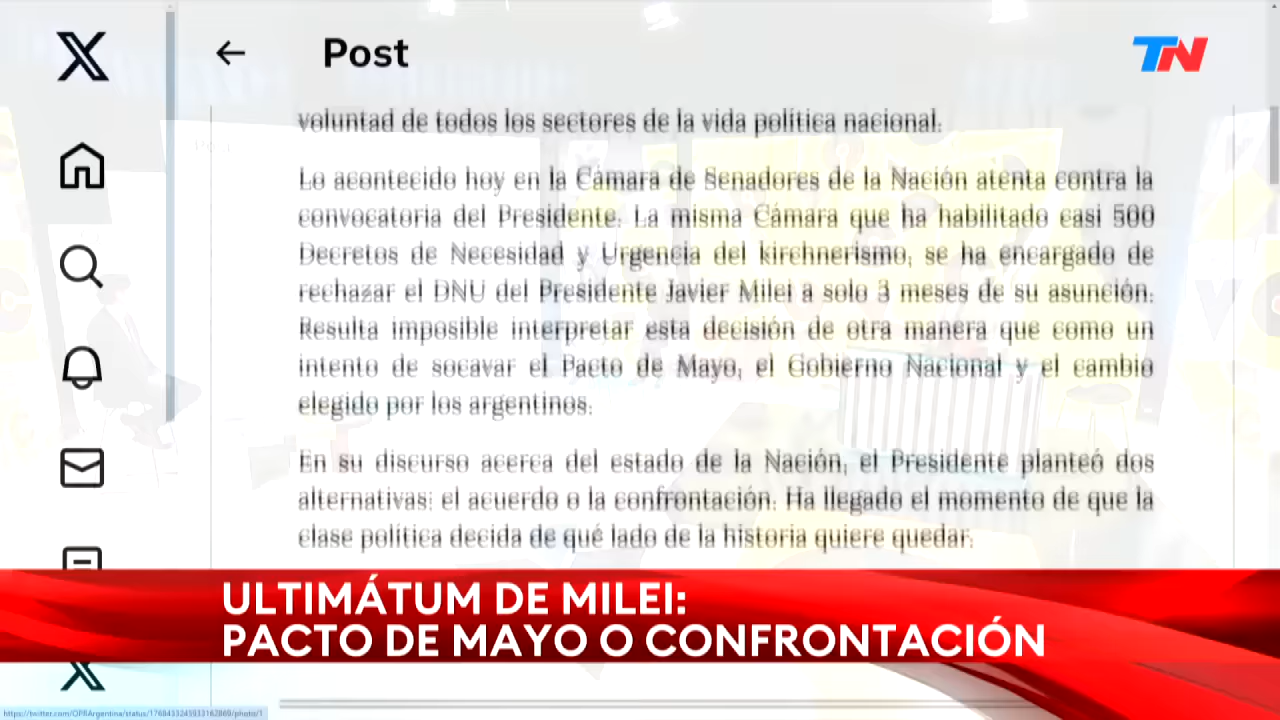 Post
TN
voluntad de todos los sectores de la vida política nacional.
Lo acontecido hoy en la Cámara de Senadores de la Nación atenta contra la
convocatoria del Presidente. La misma Cámara que ha habilitado casi 500
Decretos de Necesidad y Urgencia del kirchnerismo, se ha encargado de
rechazar el DNU del Presidente Javier Milei a solo 3 meses de su asunción.
Resulta imposible interpretar esta decisión de otra manera que como un
intento de socavar el Pacto de Mayo, el Gobierno Nacional y el cambio
elegido por los argentinos.
En su discurso acerca del estado de la Nación, el Presidente planteó dos
alternativas: el acuerdo o la confrontación. Ha llegado el momento de que la
clase política decida de qué lado de la historia quiere quedar.
ULTIMÁTUM DE MILEI:
PACTO DE MAYO O CONFRONTACIÓN